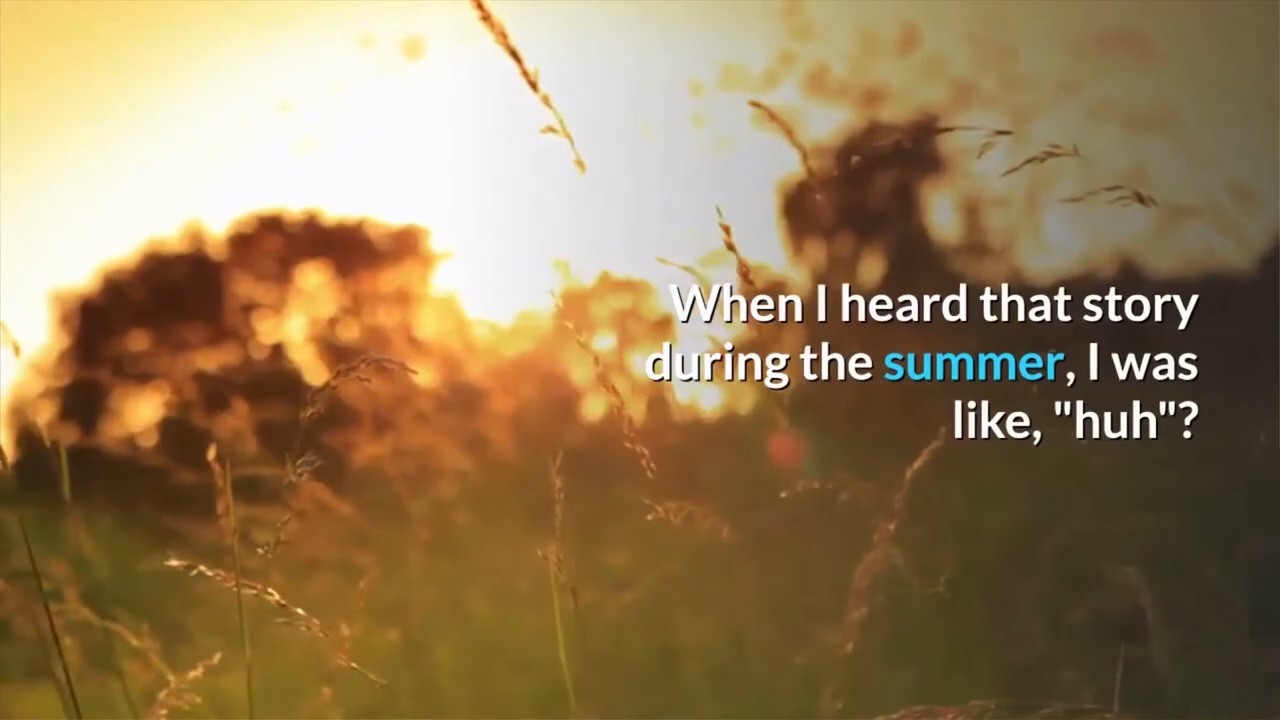 When I heard that story
during the summer, I was
like, "huh"?